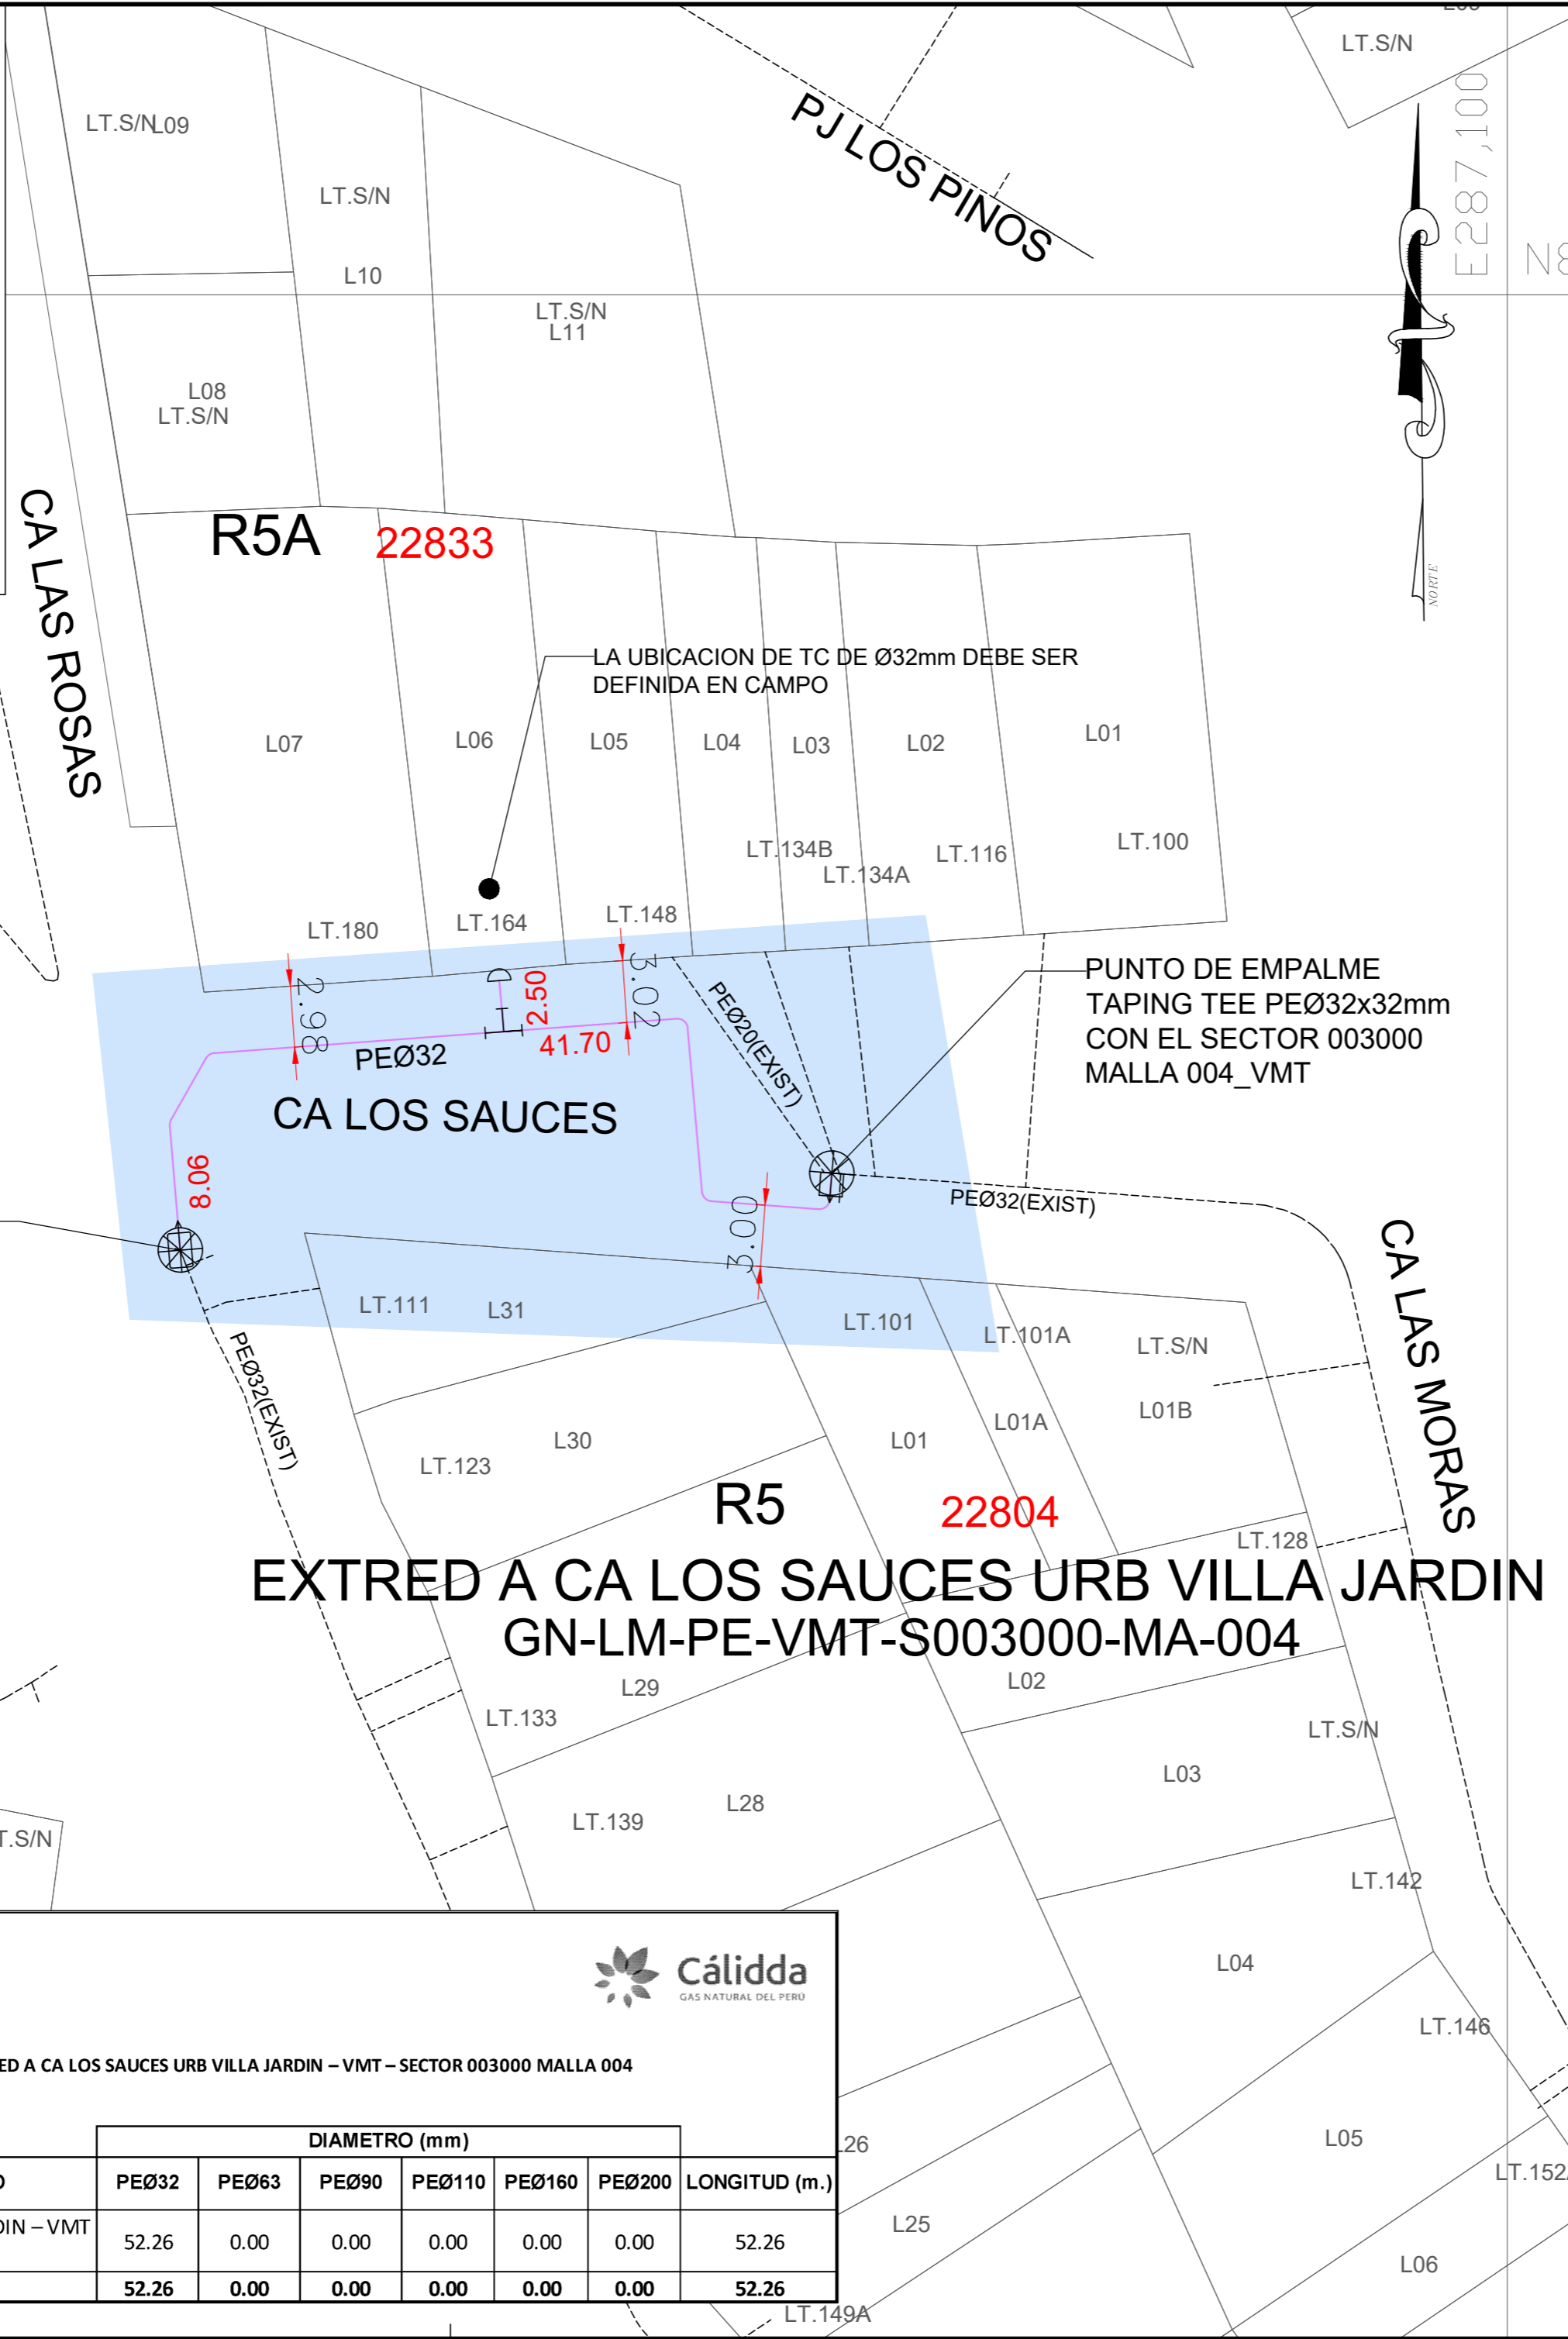 LT.S/N
E287,100
LT.S/N
L09
PJ LOS PINOS
LT.S/N
L10
LT.S/N
L11
L08
LT.S/N
CA LAS ROSAS
R5A
22833
NORTE
LA UBICACION DE TC DE Ø32mm DEBE SER
DEFINIDA EN CAMPO
L07
L06
L05
L04
L03
L02
L01
LT.134B
LT.134A
LT.116
LT.100
LT.180
LT.164
LT.148
2.98
2.50
3.02
PEØ32
41.70
PEØ20(EXIST)
PUNTO DE EMPALME
TAPING TEE PEØ32x32mm
CON EL SECTOR 003000
MALLA 004_VMT
CA LOS SAUCES
8.06
3.00
PEØ32(EXIST)
CA LAS MORAS
LT.111
L31
LT.101
LT.101A
LT.S/N
PEØ32(EXIST)
L30
LT.123
L01
L01A
L01B
R5
22804
LT.128
EXTRED A CA LOS SAUCES URB VILLA JARDIN
GN-LM-PE-VMT-S003000-MA-004
L29
LT.133
L02
LT.S/N
L03
L28
LT.139
T.S/N
LT.142
L04
LT.146
Cálidda
GAS NATURAL DEL PERÚ
ED A CA LOS SAUCES URB VILLA JARDIN – VMT – SECTOR 003000 MALLA 004
DIAMETRO (mm)
PEØ32 PEØ63 PEØ90 PEØ110 PEØ160 PEØ200 LONGITUD (m.)
DIN – VMT 52.26 0.00 0.00 0.00 0.00 0.00 52.26
52.26 0.00 0.00 0.00 0.00 0.00 52.26
L26
L05
LT.152
L25
L06
LT.149A